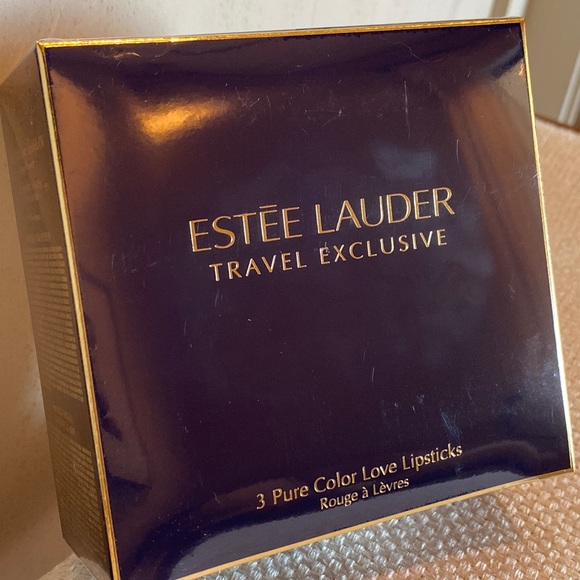 ESTĒE LAUDER
TRAVEL EXCLUSIVE
3 Pure Color Love Lipsticks
Rouge à Lèvres